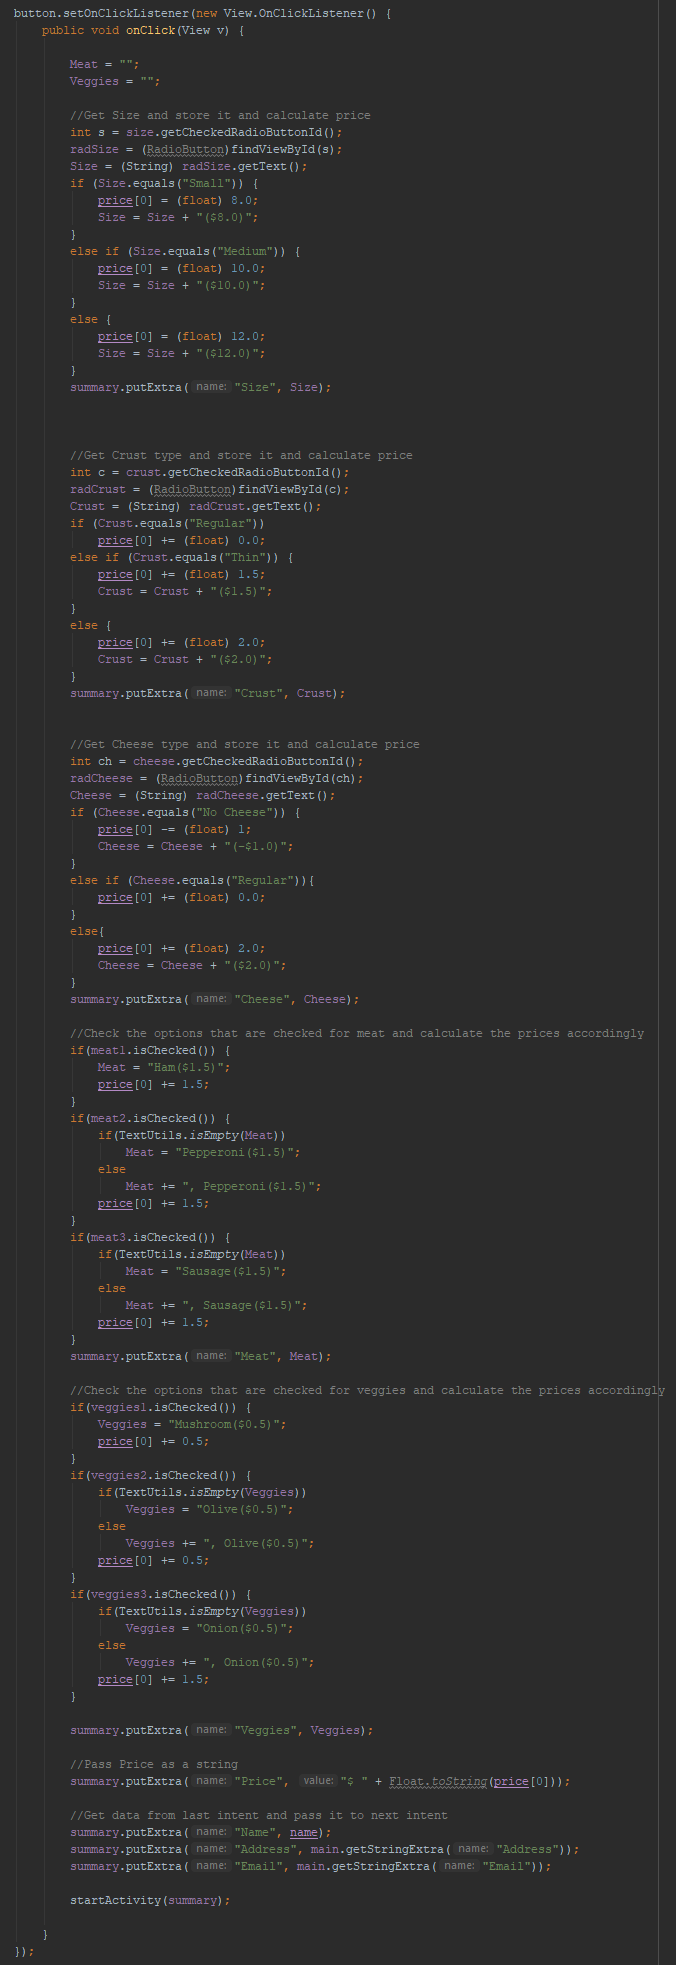 button.setOnClickListener(new View.OnClickListener() {
public void onClick(View v) {
Meat = "";
Veggies = "";
//Get Size and store it and calculate price
int s = size.getCheckedRadioButtonId();
radSize = (RadioButton)findViewById(s);
Size = (String) radSize.getText();
if (Size.equals("Small")) {
price[0] = (float) 8.0;
Size = Size + "($8.0)";
}
else if (Size.equals("Medium")) {
price[0] = (float) 10.0;
Size = Size + "($10.0)";
}
else {
price[0] = (float) 12.0;
Size = Size + "($12.0)";
}
summary.putExtra( name: "Size", Size);
//Get Crust type and store it and calculate price
int c = crust.getCheckedRadioButtonId();
radCrust = (RadioButton)findViewById(c);
Crust = (String) radCrust.getText();
if (Crust.equals("Regular"))
price[0] += (float) 0.0;
else if (Crust.equals("Thin")) {
price[0] += (float) 1.5;
Crust = Crust + "($1.5)";
}
else {
price[0] += (float) 2.0;
Crust = Crust + "($2.0)";
}
summary.putExtra( name: "Crust", Crust);
//Get Cheese type and store it and calculate price
int ch = cheese.getCheckedRadioButtonId();
radCheese = (RadioButton)findViewById(ch);
Cheese = (String) radCheese.getText();
if (Cheese.equals("No Cheese")) {
price[0] -= (float) 1;
Cheese = Cheese + "(-$1.0)";
}
else if (Cheese.equals("Regular")){
price[0] += (float) 0.0;
}
else{
price[0] += (float) 2.0;
Cheese = Cheese + "($2.0)";
}
summary.putExtra( name: "Cheese", Cheese);
//Check the options that are checked for meat and calculate the prices accordingly
if(meat1.isChecked()) {
Meat = "Ham($1.5)";
price[0] += 1.5;
}
if(meat2.isChecked()) {
if(TextUtils.isEmpty(Meat))
Meat = "Pepperoni($1.5)";
else
Meat += ", Pepperoni($1.5)";
price[0] += 1.5;
}
if(meat3.isChecked()) {
if(TextUtils.isEmpty(Meat))
Meat = "Sausage($1.5)";
else
Meat += ", Sausage($1.5)";
price[0] += 1.5;
}
summary.putExtra( name: "Meat", Meat);
//Check the options that are checked for veggies and calculate the prices accordingly
if(veggies1.isChecked()) {
Veggies = "Mushroom($0.5)";
price[0] += 0.5;
}
if(veggies2.isChecked()) {
if(TextUtils.isEmpty(Veggies))
Veggies = "Olive($0.5)";
else
Veggies += ", Olive($0.5)";
price[0] += 0.5;
}
if(veggies3.isChecked()) {
if(TextUtils.isEmpty(Veggies))
Veggies = "Onion($0.5)";
else
Veggies += ", Onion($0.5)";
price[0] += 1.5;
}
summary.putExtra( name: "Veggies", Veggies);
//Pass Price as a string
summary.putExtra( name: "Price", value: "$ " + Float.toString(price[0]));
//Get data from last intent and pass it to next intent
summary.putExtra( name: "Name", name);
summary.putExtra( name: "Address", main.getStringExtra( name: "Address"));
summary.putExtra( name: "Email", main.getStringExtra( name: "Email"));
startActivity(summary);
}
});